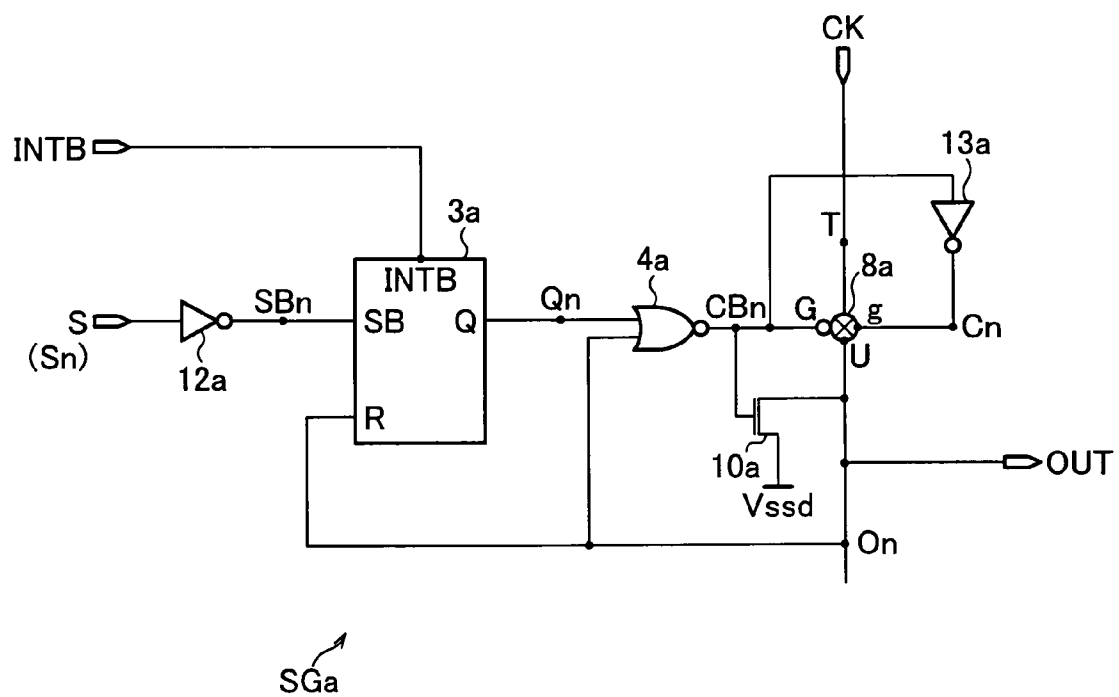 CK
INTB
13a
3a
T
INTB
4a
8a
S
SBn
SB
Q
Qn
CBn
G
g
Cn
(Sn)
12a
U
R
10a
OUT
Vssd
On
SGa